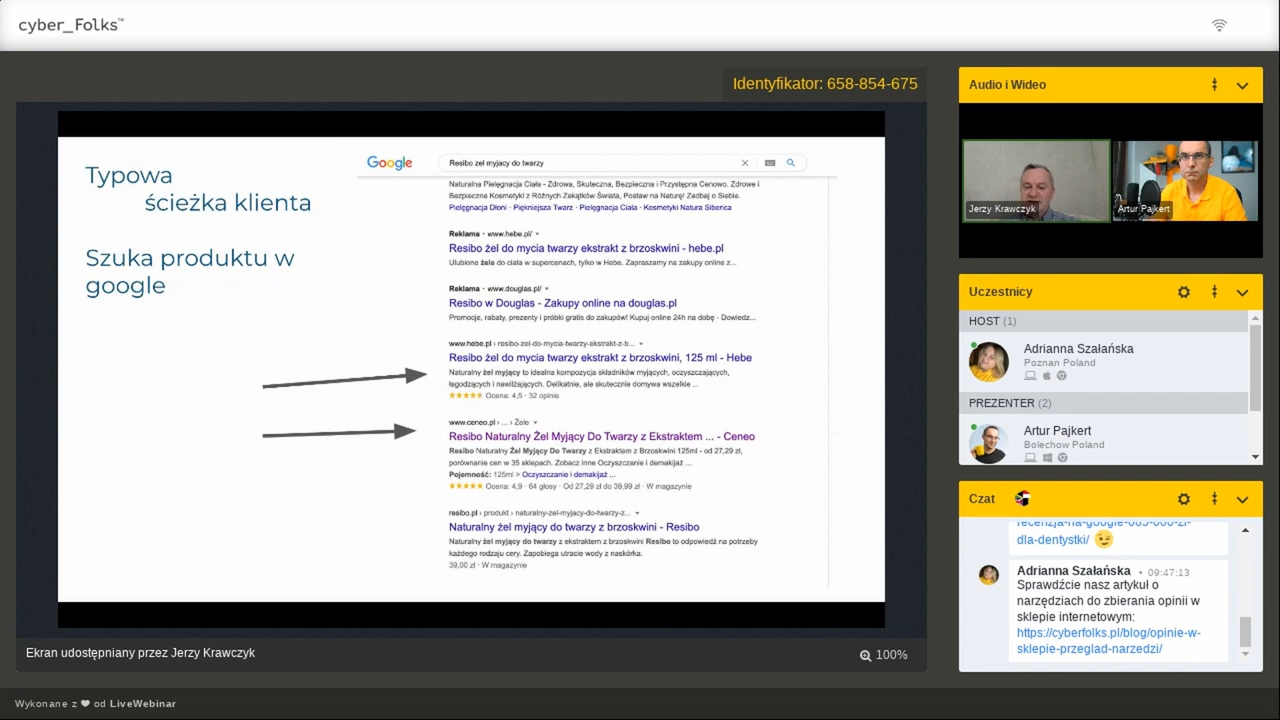 cyber_Folks™
Identyfikator: 658-854-675
Typowa
ścieżka klienta
Szuka produktu w
google
Google
Resibo zel myjacy do twarzy
Naturalna Pielęgnacja Ciała - Zdrowa, Skuteczna, Bezpieczna i Przystępna Cenowo. Zdrowe i
Bezpieczne Kosmetyki z Różnych Zakątków Świata, Postaw na Naturę! Zadbaj o Siebie.
Pielęgnacja Dłoni · Piękniejsza Twarz · Pielęgnacja Ciała · Kosmetyki Natura Siberica
Reklama · www.hebe.pl/
Resibo żel do mycia twarzy ekstrakt z brzoskwini - hebe.pl
Ulubione żele do ciała w supercenach, tylko w Hebe. Zapraszamy na zakupy online z...
Reklama · www.douglas.pl/
Resibo w Douglas - Zakupy online na douglas.pl
Promocje, rabaty, prezenty i próbki gratis do zakupów! Kupuj online 24h na dobę - Dowiedz...
www.hebe.pl › resibo-zel-do-mycia-twarzy-ekstrakt-z-b...
Resibo żel do mycia twarzy ekstrakt z brzoskwini, 125 ml - Hebe
Naturalny żel myjący to idealna kompozycja składników myjących, oczyszczających,
łagodzących i nawilżających. Delikatnie, ale skutecznie domywa wszelkie ...
Ocena: 4,5 · 32 opinie
www.ceneo.pl › ... › Żele
Resibo Naturalny Żel Myjący Do Twarzy z Ekstraktem ... - Ceneo
Resibo Naturalny Żel Myjący Do Twarzy z Ekstraktem z Brzoskwini 125ml - od 27,29 zł,
porównanie cen w 35 sklepach. Zobacz inne Oczyszczanie i demakijaż ...
Pojemność: 125ml > Oczyszczanie i demakijaż ...
Ocena: 4,9 · 64 głosy · Od 27,29 zł do 39,99 zł · W magazynie
resibo.pl › produkt › naturalny-zel-myjacy-do-twarzy-z...
Naturalny żel myjący do twarzy z brzoskwini - Resibo
Naturalny żel myjący do twarzy z ekstraktem z brzoskwini Resibo to odpowiedź na potrzeby
każdego rodzaju cery. Zapobiega utracie wody z naskórka.
39,00 zł · W magazynie
Ekran udostępniany przez Jerzy Krawczyk
100%
Wykonane z ❤ od LiveWebinar
Audio i Wideo
Jerzy Krawczyk
Artur Pajkert
Uczestnicy
HOST (1)
Adrianna Szałańska
Poznan Poland
PREZENTER (2)
Artur Pajkert
Bolechow Poland
Czat
recenzja-na-google-665-000-zl-
dla-dentystki/ 😉
Adrianna Szałańska • 09:47:13
Sprawdźcie nasz artykuł o
narzędziach do zbierania opinii w
sklepie internetowym:
https://cyberfolks.pl/blog/opinie-w-
sklepie-przeglad-narzedzi/